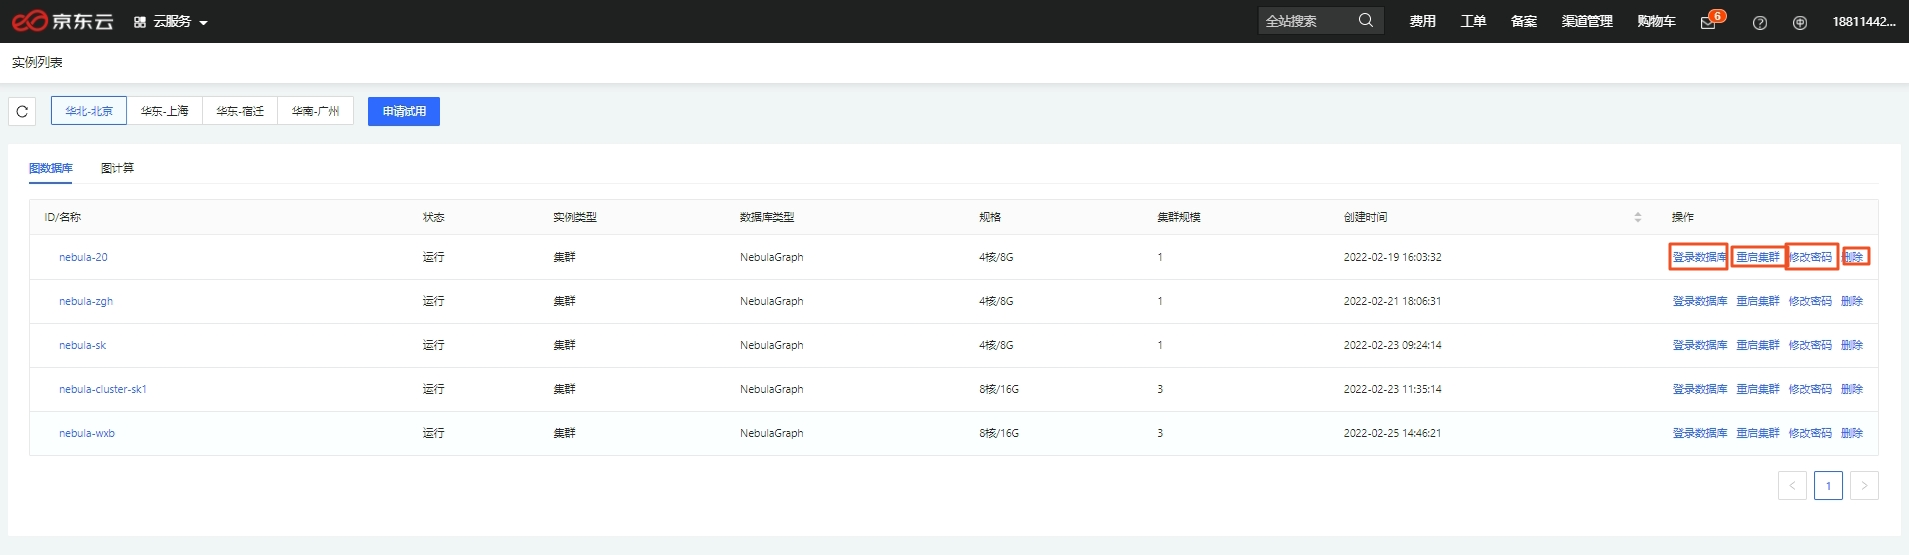 京东云 云服务 全站搜索 费用 工单 备案 渠道管理 购物车 6 18811442...
实例列表
华北-北京 华东-上海 华东-宿迁 华南-广州 申请试用
图数据库 图计算
ID/名称 状态 实例类型 数据库类型 规格 集群规模 创建时间 操作
nebula-20 运行 集群 NebulaGraph 4核/8G 1 2022-02-19 16:03:32 登录数据库 重启集群 修改密码 删除
nebula-zgh 运行 集群 NebulaGraph 4核/8G 1 2022-02-21 18:06:31 登录数据库 重启集群 修改密码 删除
nebula-sk 运行 集群 NebulaGraph 4核/8G 1 2022-02-23 09:24:14 登录数据库 重启集群 修改密码 删除
nebula-cluster-sk1 运行 集群 NebulaGraph 8核/16G 3 2022-02-23 11:35:14 登录数据库 重启集群 修改密码 删除
nebula-wxb 运行 集群 NebulaGraph 8核/16G 3 2022-02-25 14:46:21 登录数据库 重启集群 修改密码 删除
< 1 >